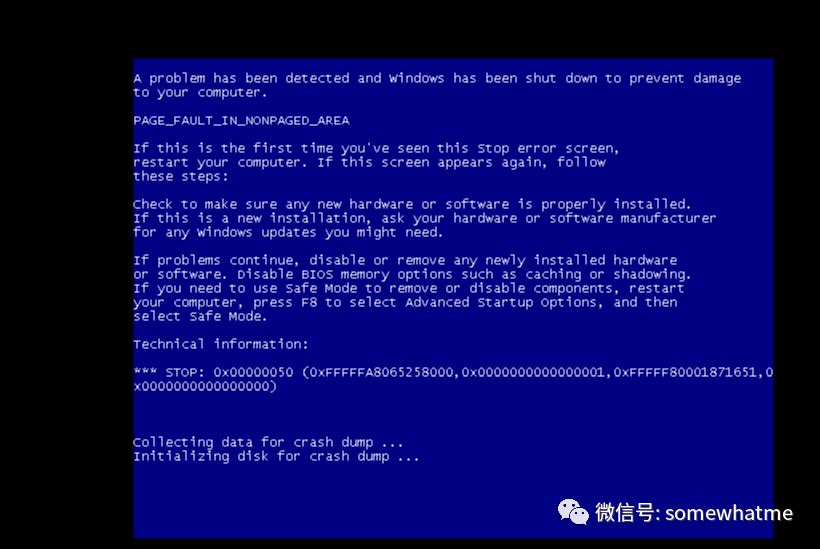 A problem has been detected and Windows has been shut down to prevent damage
to your computer.
PAGE_FAULT_IN_NONPAGED_AREA
If this is the first time you've seen this Stop error screen,
restart your computer. If this screen appears again, follow
these steps:
Check to make sure any new hardware or software is properly installed.
If this is a new installation, ask your hardware or software manufacturer
for any Windows updates you might need.
If problems continue, disable or remove any newly installed hardware
or software. Disable BIOS memory options such as caching or shadowing.
If you need to use Safe Mode to remove or disable components, restart
your computer, press F8 to select Advanced Startup Options, and then
select Safe Mode.
Technical information:
*** STOP: 0x00000050 (0xFFFFFA8065258000,0x0000000000000001,0xFFFFF80001871651,0
x0000000000000000)
Collecting data for crash dump ...
Initializing disk for crash dump ...
微信号: somewhatme